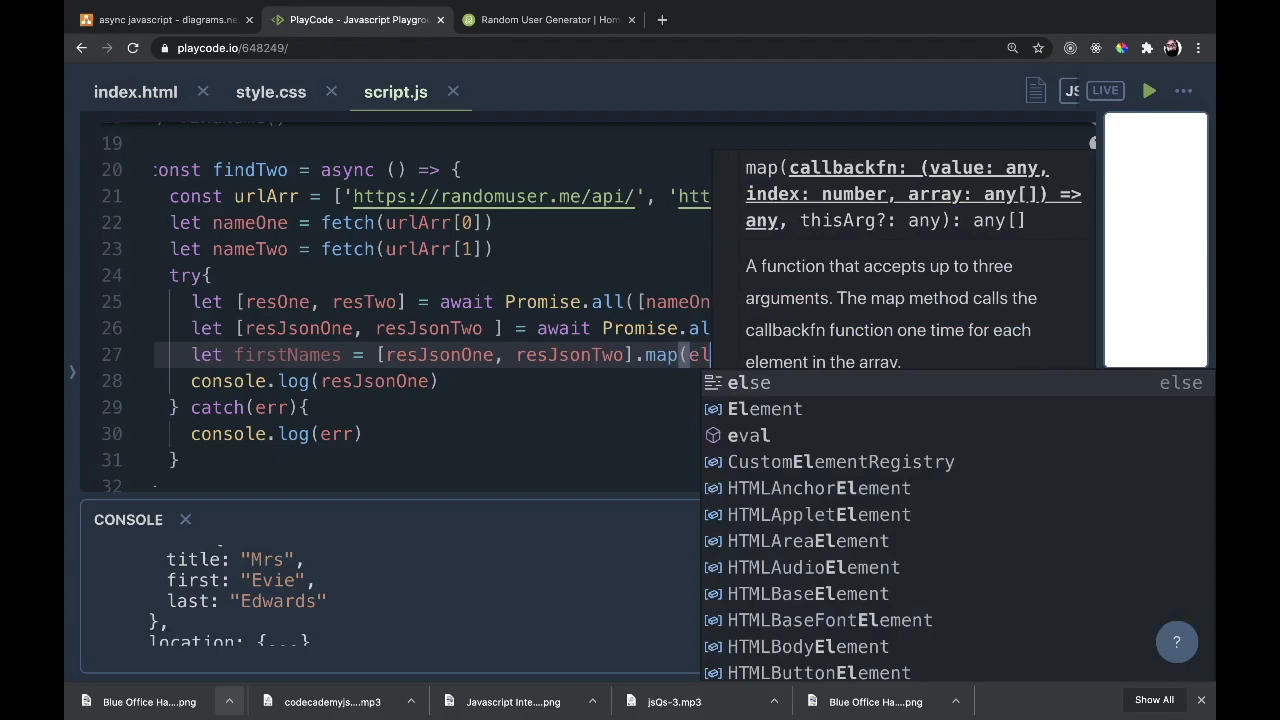 async javascript - diagrams.ne
PlayCode - Javascript Playgrou
Random User Generator | Hom
playcode.io/648249/
index.html
style.css
script.js
JS
LIVE
19
20 const findTwo = async () => {
21 const urlArr = ['https://randomuser.me/api/', 'htt
22 let nameOne = fetch(urlArr[0])
23 let nameTwo = fetch(urlArr[1])
24 try{
25 let [resOne, resTwo] = await Promise.all([nameOn
26 let [resJsonOne, resJsonTwo ] = await Promise.al
27 let firstNames = [resJsonOne, resJsonTwo].map(el
28 console.log(resJsonOne)
29 } catch(err){
30 console.log(err)
31 }
32
map(callbackfn: (value: any,
index: number, array: any[]) =>
any, thisArg?: any): any[]
A function that accepts up to three
arguments. The map method calls the
callbackfn function one time for each
element in the array.
else else
Element
eval
CustomElementRegistry
HTMLAnchorElement
HTMLAppletElement
HTMLAreaElement
HTMLAudioElement
HTMLBaseElement
HTMLBaseFontElement
HTMLBodyElement
HTMLButtonElement
CONSOLE
title: "Mrs",
first: "Evie",
last: "Edwards"
},
location: {...}
?
Blue Office Ha....png
codecademyjs....mp3
Javascript Inte....png
jsQs-3.mp3
Blue Office Ha....png
Show All